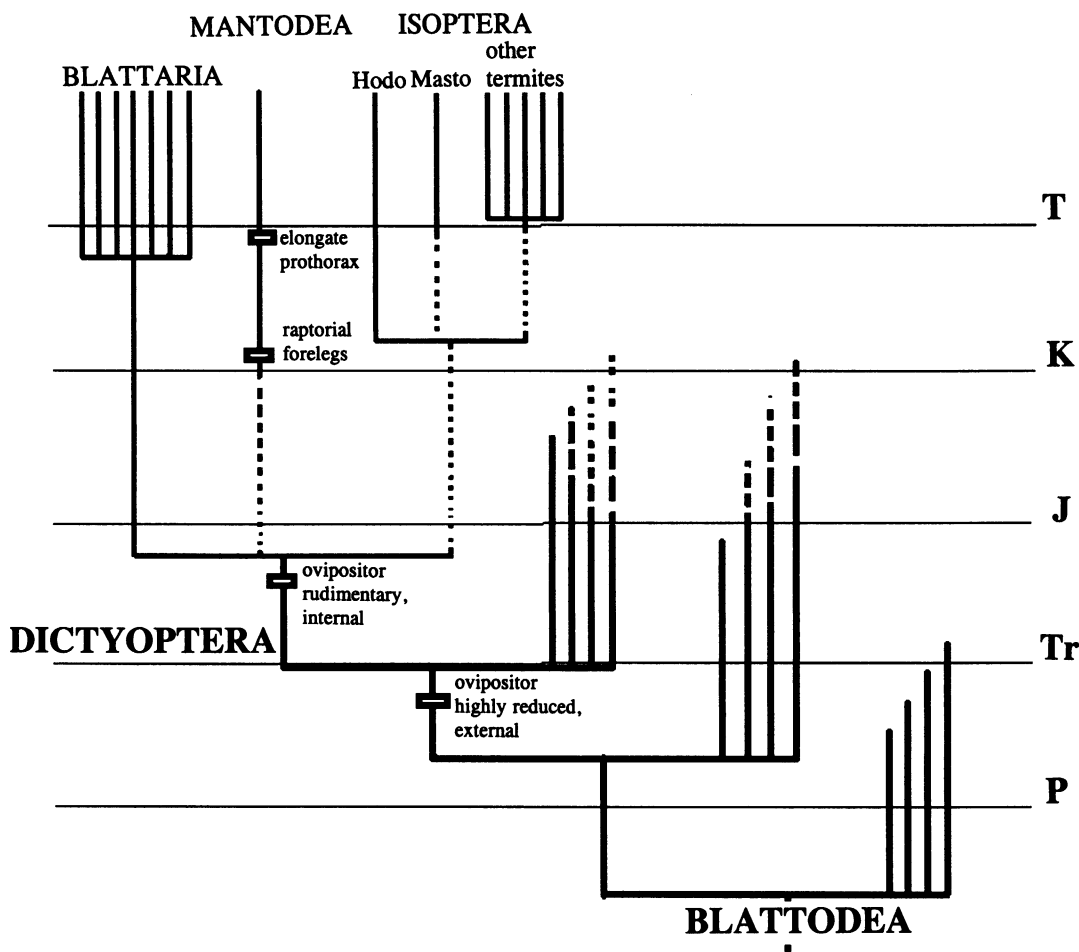 MANTODEA
ISOPTERA
other
BLATTARIA
Hodo Masto termites
T
elongate
prothorax
raptorial
forelegs
K
J
ovipositor
rudimentary,
internal
DICTYOPTERA
Tr
ovipositor
highly reduced,
external
P
BLATTODEA